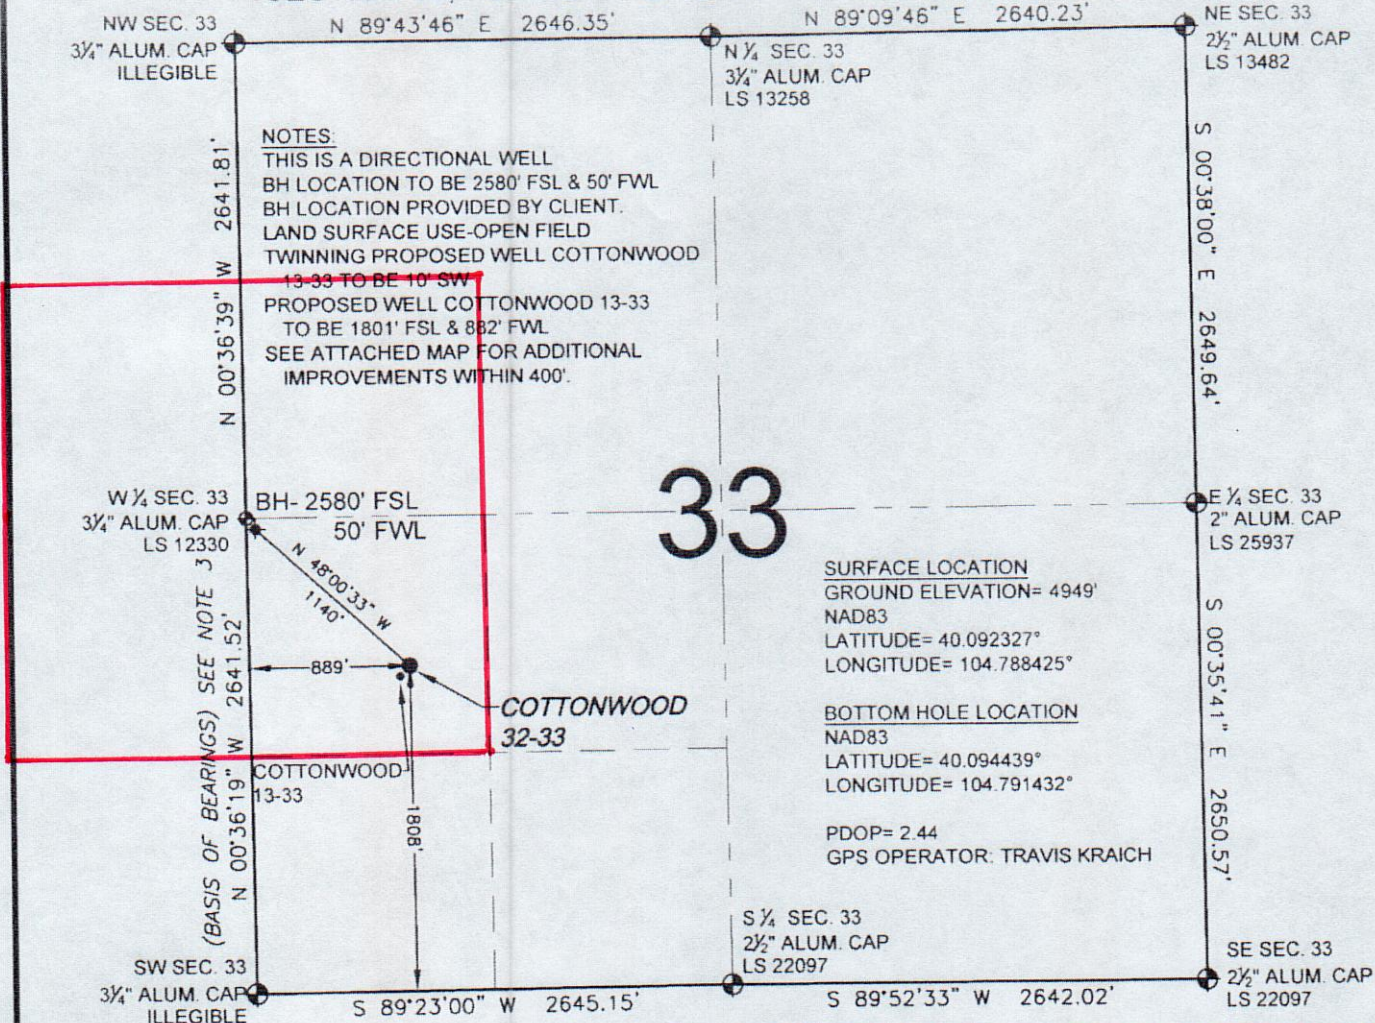 NW SEC. 33
3¼" ALUM. CAP
ILLEGIBLE
N 89°43'46" E 2646.35'
N ¼ SEC. 33
3¼" ALUM. CAP
LS 13258
N 89°09'46" E 2640.23'
NE SEC. 33
2½" ALUM. CAP
LS 13482
NOTES:
THIS IS A DIRECTIONAL WELL
BH LOCATION TO BE 2580' FSL & 50' FWL
BH LOCATION PROVIDED BY CLIENT.
LAND SURFACE USE-OPEN FIELD
TWINNING PROPOSED WELL COTTONWOOD
13-33 TO BE 10' SW
PROPOSED WELL COTTONWOOD 13-33
TO BE 1801' FSL & 882' FWL
SEE ATTACHED MAP FOR ADDITIONAL
IMPROVEMENTS WITHIN 400'.
N 00°36'39" W 2641.81'
S 00°38'00" E 2649.64'
W ¼ SEC. 33
3¼" ALUM. CAP
LS 12330
BH- 2580' FSL
50' FWL
33
E ¼ SEC. 33
2" ALUM. CAP
LS 25937
N 48°00'33" W
1140'
889'
COTTONWOOD
32-33
COTTONWOOD
13-33
1808'
(BASIS OF BEARINGS) SEE NOTE 3
N 00°36'19" W 2641.52'
SURFACE LOCATION
GROUND ELEVATION= 4949'
NAD83
LATITUDE= 40.092327°
LONGITUDE= 104.788425°
BOTTOM HOLE LOCATION
NAD83
LATITUDE= 40.094439°
LONGITUDE= 104.791432°
PDOP= 2.44
GPS OPERATOR: TRAVIS KRAICH
S 00°35'41" E 2650.57'
SW SEC. 33
3¼" ALUM. CAP
ILLEGIBLE
S 89°23'00" W 2645.15'
S ¼ SEC. 33
2½" ALUM. CAP
LS 22097
S 89°52'33" W 2642.02'
SE SEC. 33
2½" ALUM. CAP
LS 22097